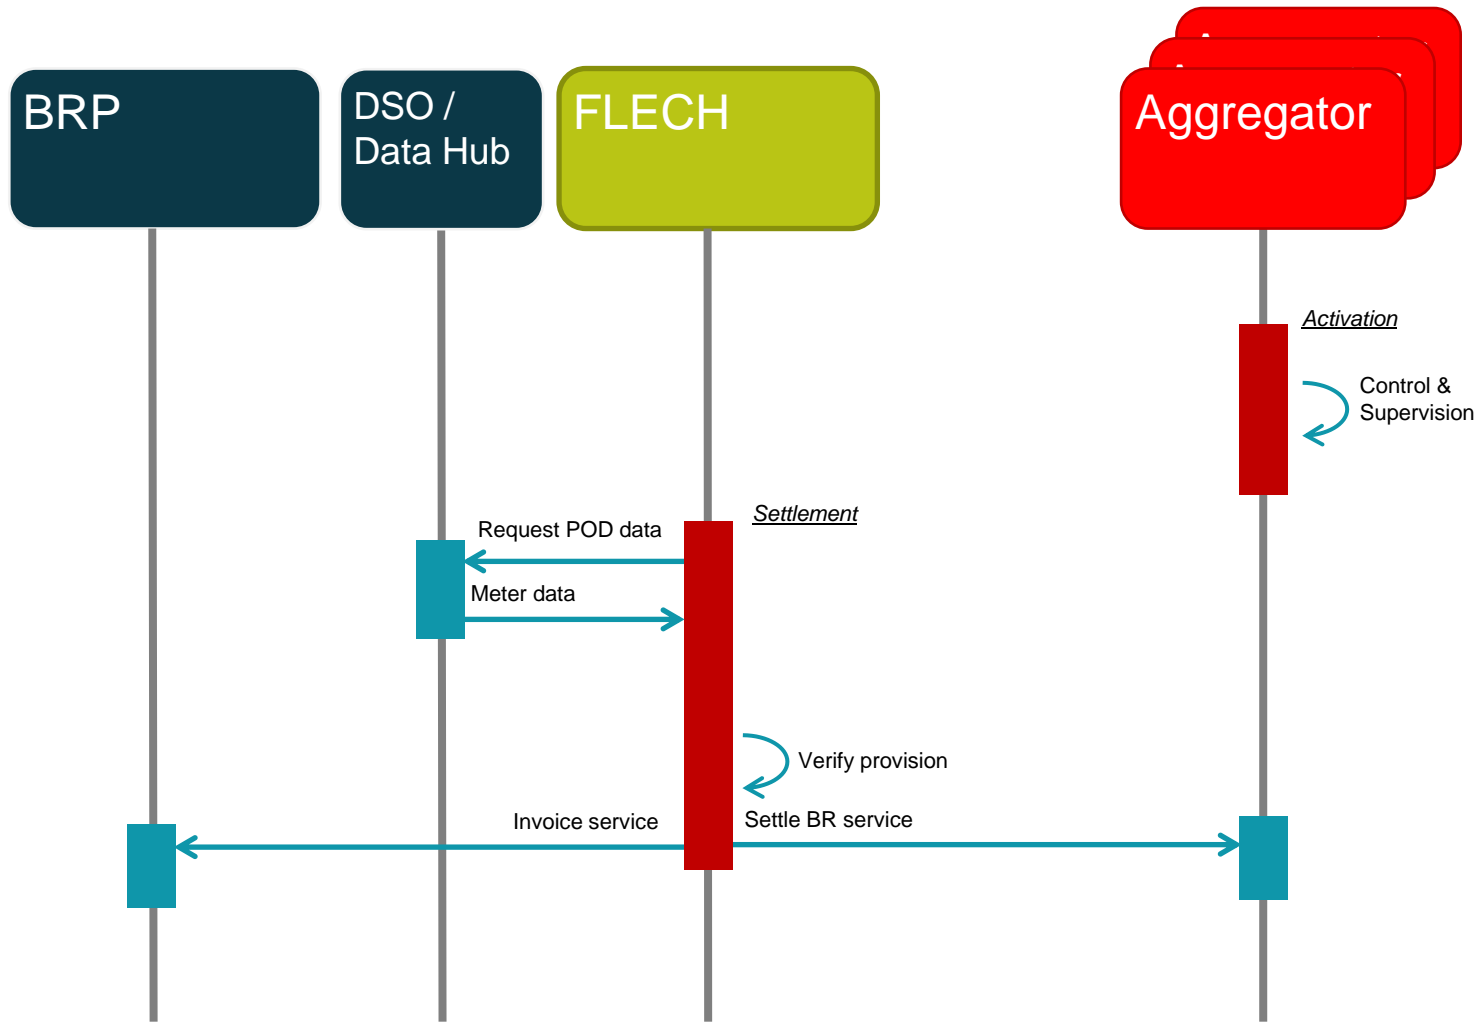 BRP
DSO /
Data Hub
FLECH
Aggregator
Activation
Control &
Supervision
Settlement
Request POD data
Meter data
Verify provision
Invoice service
Settle BR service